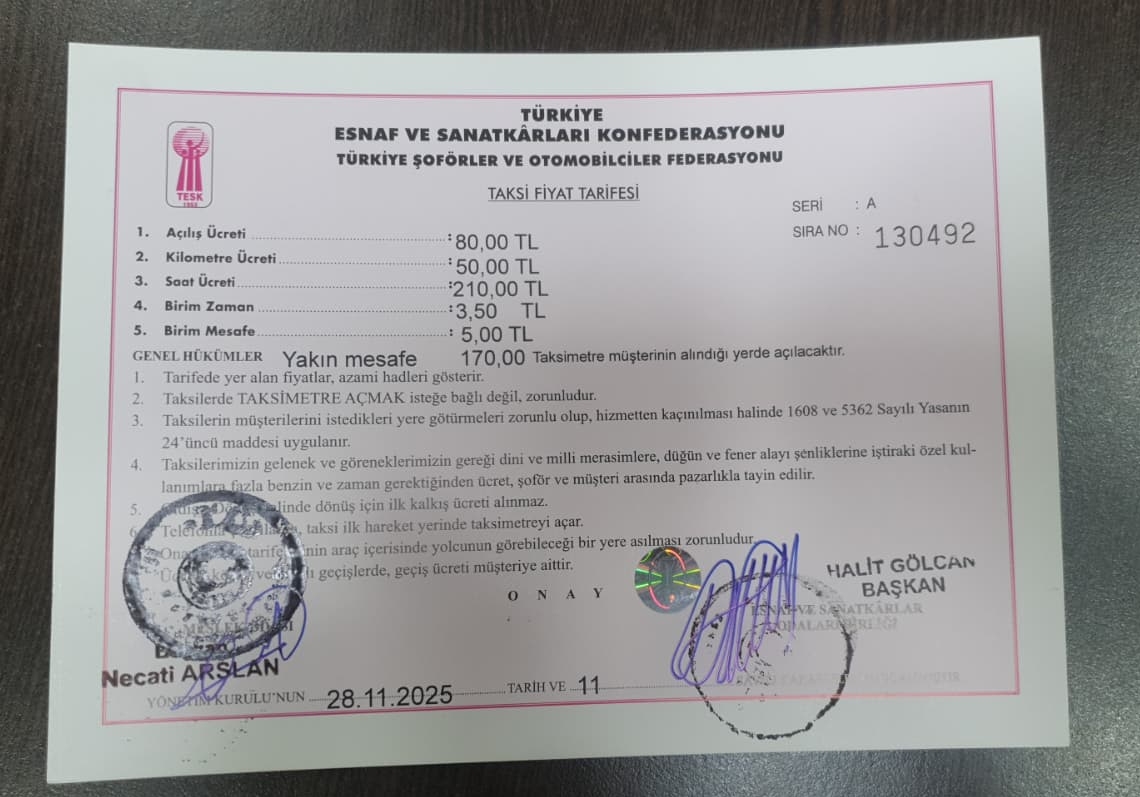 TÜRKİYE
ESNAF VE SANATKÂRLARI KONFEDERASYONU
TÜRKİYE ŞOFÖRLER VE OTOMOBİLCİLER FEDERASYONU
TESK
TAKSİ FİYAT TARİFESİ
SERİ : A
SIRA NO : 130492
1. Açılış Ücreti : 80,00 TL
2. Kilometre Ücreti : 50,00 TL
3. Saat Ücreti : 210,00 TL
4. Birim Zaman : 3,50 TL
5. Birim Mesafe : 5,00 TL
GENEL HÜKÜMLER Yakın mesafe 170,00 Taksimetre müşterinin alındığı yerde açılacaktır.
1. Tarifede yer alan fiyatlar, azami hadleri gösterir.
2. Taksilerde TAKSİMETRE AÇMAK isteğe bağlı değil, zorunludur.
3. Taksilerin müşterilerini istedikleri yere götürmeleri zorunlu olup, hizmetten kaçınılması halinde 1608 ve 5362 Sayılı Yasanın
24'üncü maddesi uygulanır.
4. Taksilerimizin gelenek ve göreneklerimizin gereği dini ve milli merasimlere, düğün ve fener alayı şenliklerine iştiraki özel kul-
lanımlara fazla benzin ve zaman gerektiğinden ücret, şoför ve müşteri arasında pazarlıkla tayin edilir.
5. dönüş için ilk kalkış ücreti alınmaz.
6. taksi ilk hareket yerinde taksimetreyi açar.
araç içerisinde yolcunun görebileceği bir yere asılması zorunludur.
geçişlerde, geçiş ücreti müşteriye aittir.
O N A Y
HALİT GÖLCAN
BAŞKAN
ESNAF VE SANATKÂRLAR
ODALARI BİRLİĞİ
Necati ARSLAN
YÖNETİM KURULU'NUN 28.11.2025 TARİH VE 11